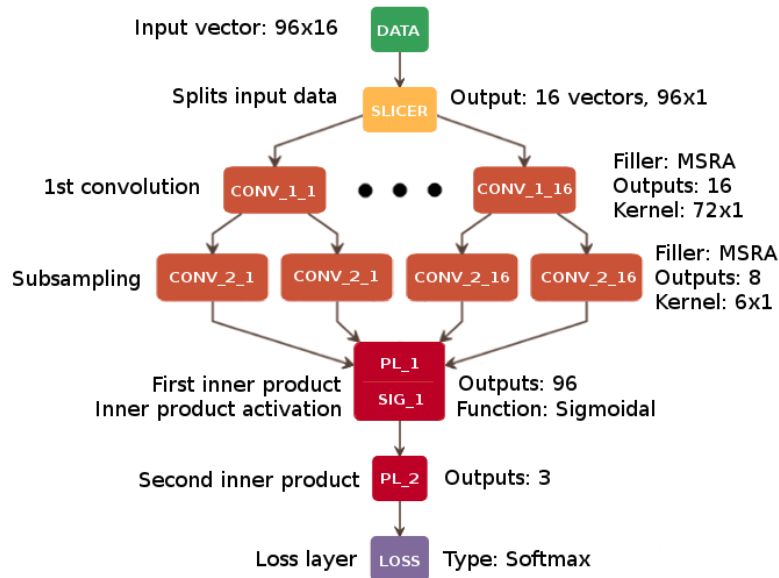 Input vector: 96x16
DATA
Splits input data
SLICER
Output: 16 vectors, 96x1
1st convolution
CONV_1_1
CONV_1_16
Filler: MSRA
Outputs: 16
Kernel: 72x1
Subsampling
CONV_2_1
CONV_2_1
CONV_2_16
CONV_2_16
Filler: MSRA
Outputs: 8
Kernel: 6x1
First inner product
PL_1
Outputs: 96
Inner product activation
SIG_1
Function: Sigmoidal
Second inner product
PL_2
Outputs: 3
Loss layer
LOSS
Type: Softmax